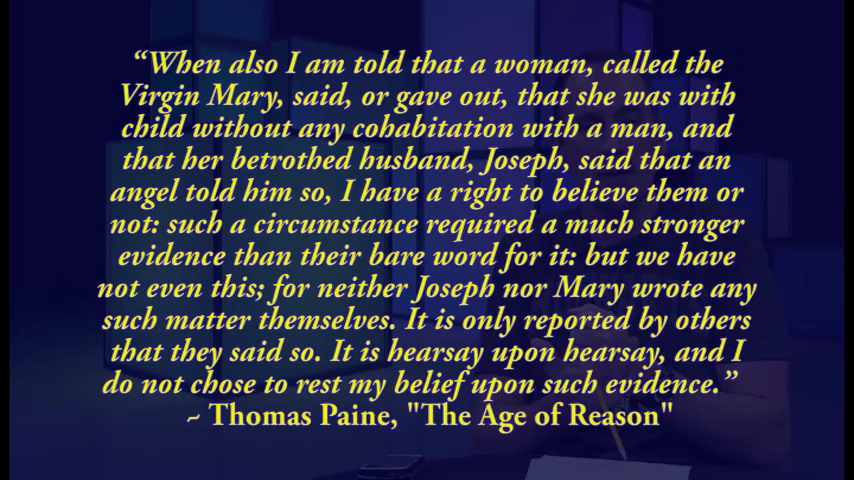 “When also I am told that a woman, called the
Virgin Mary, said, or gave out, that she was with
child without any cohabitation with a man, and
that her betrothed husband, Joseph, said that an
angel told him so, I have a right to believe them or
not: such a circumstance required a much stronger
evidence than their bare word for it: but we have
not even this; for neither Joseph nor Mary wrote any
such matter themselves. It is only reported by others
that they said so. It is hearsay upon hearsay, and I
do not chose to rest my belief upon such evidence.”
~ Thomas Paine, "The Age of Reason"